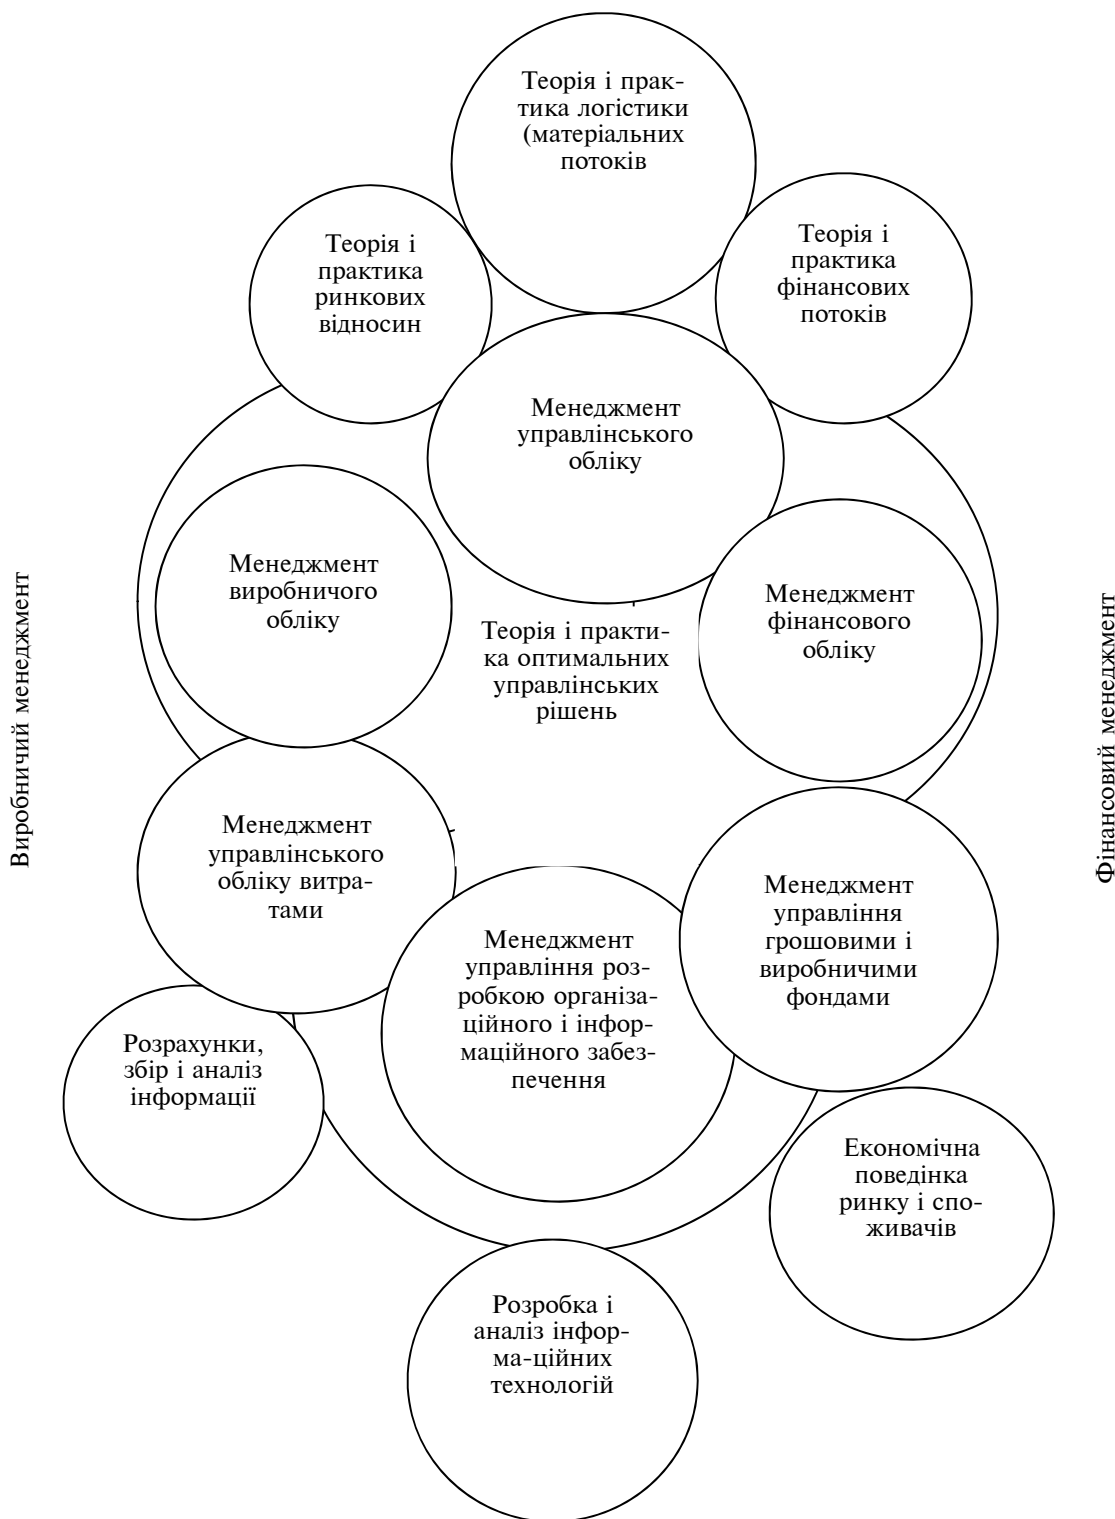 Теорія і прак-
тика логістики
(матеріальних
потоків
Теорія і
практика
ринкових
відносин
Теорія і
практика
фінансових
потоків
Менеджмент
управлінського
обліку
Менеджмент
виробничого
обліку
Менеджмент
фінансового
обліку
Теорія і практи-
ка оптимальних
управлінських
рішень
Виробничий менеджмент
Фінансовий менеджмент
Менеджмент
управлінського
обліку витра-
тами
Менеджмент
управління роз-
робкою організа-
ційного і інфор-
маційного забез-
печення
Менеджмент
управління
грошовими і
виробничими
фондами
Розрахунки,
збір і аналіз
інформації
Економічна
поведінка
ринку і спо-
живачів
Розробка і
аналіз інфор-
ма-ційних
технологій